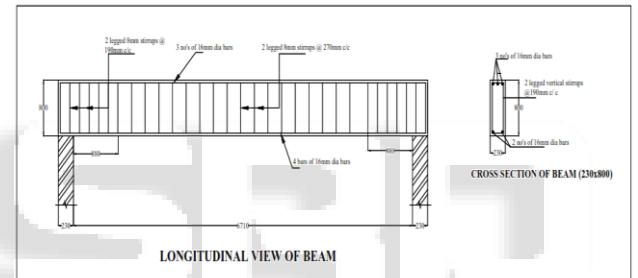 2 legged 8mm stirrups @
190mm c/c
3 no's of 16mm dia bars
2 legged 8mm stirrups @ 270mm c/c
3 no's of 16mm dia bars
2 legged vertical stirrups
@190mm c/ c
800
800
4 bars of 16mm dia bars
2 no's of 16mm dia bars
230
CROSS SECTION OF BEAM (230x800)
230
6710
230
LONGITUDINAL VIEW OF BEAM